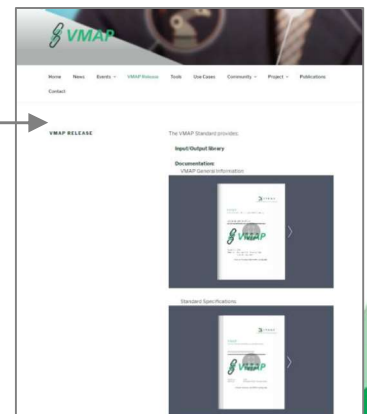 VMAP
Home News Events VMAP Release Tools Use Cases Community Project Publications
Contact
VMAP RELEASE
The VMAP Standard provides:
Input/Output library
Documentation:
VMAP General Information
VMAP
Standard Specifications:
VMAP